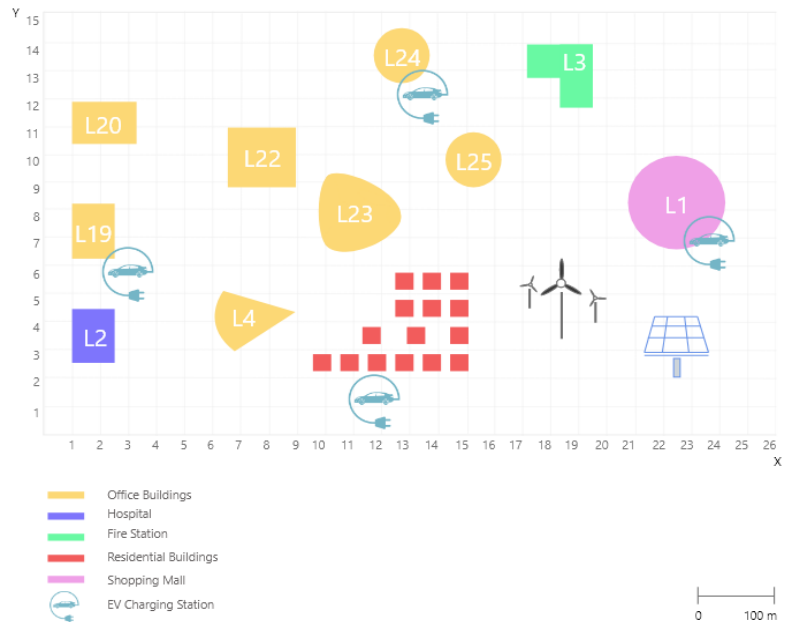 Y
15
14
13
12
11
10
9
8
7
6
5
4
3
2
1
L24
L3
L20
L22
L25
L1
L23
L19
L4
L2
1 2 3 4 5 6 7 8 9 10 11 12 13 14 15 16 17 18 19 20 21 22 23 24 25 26
X
Office Buildings
Hospital
Fire Station
Residential Buildings
Shopping Mall
EV Charging Station
0 100 m